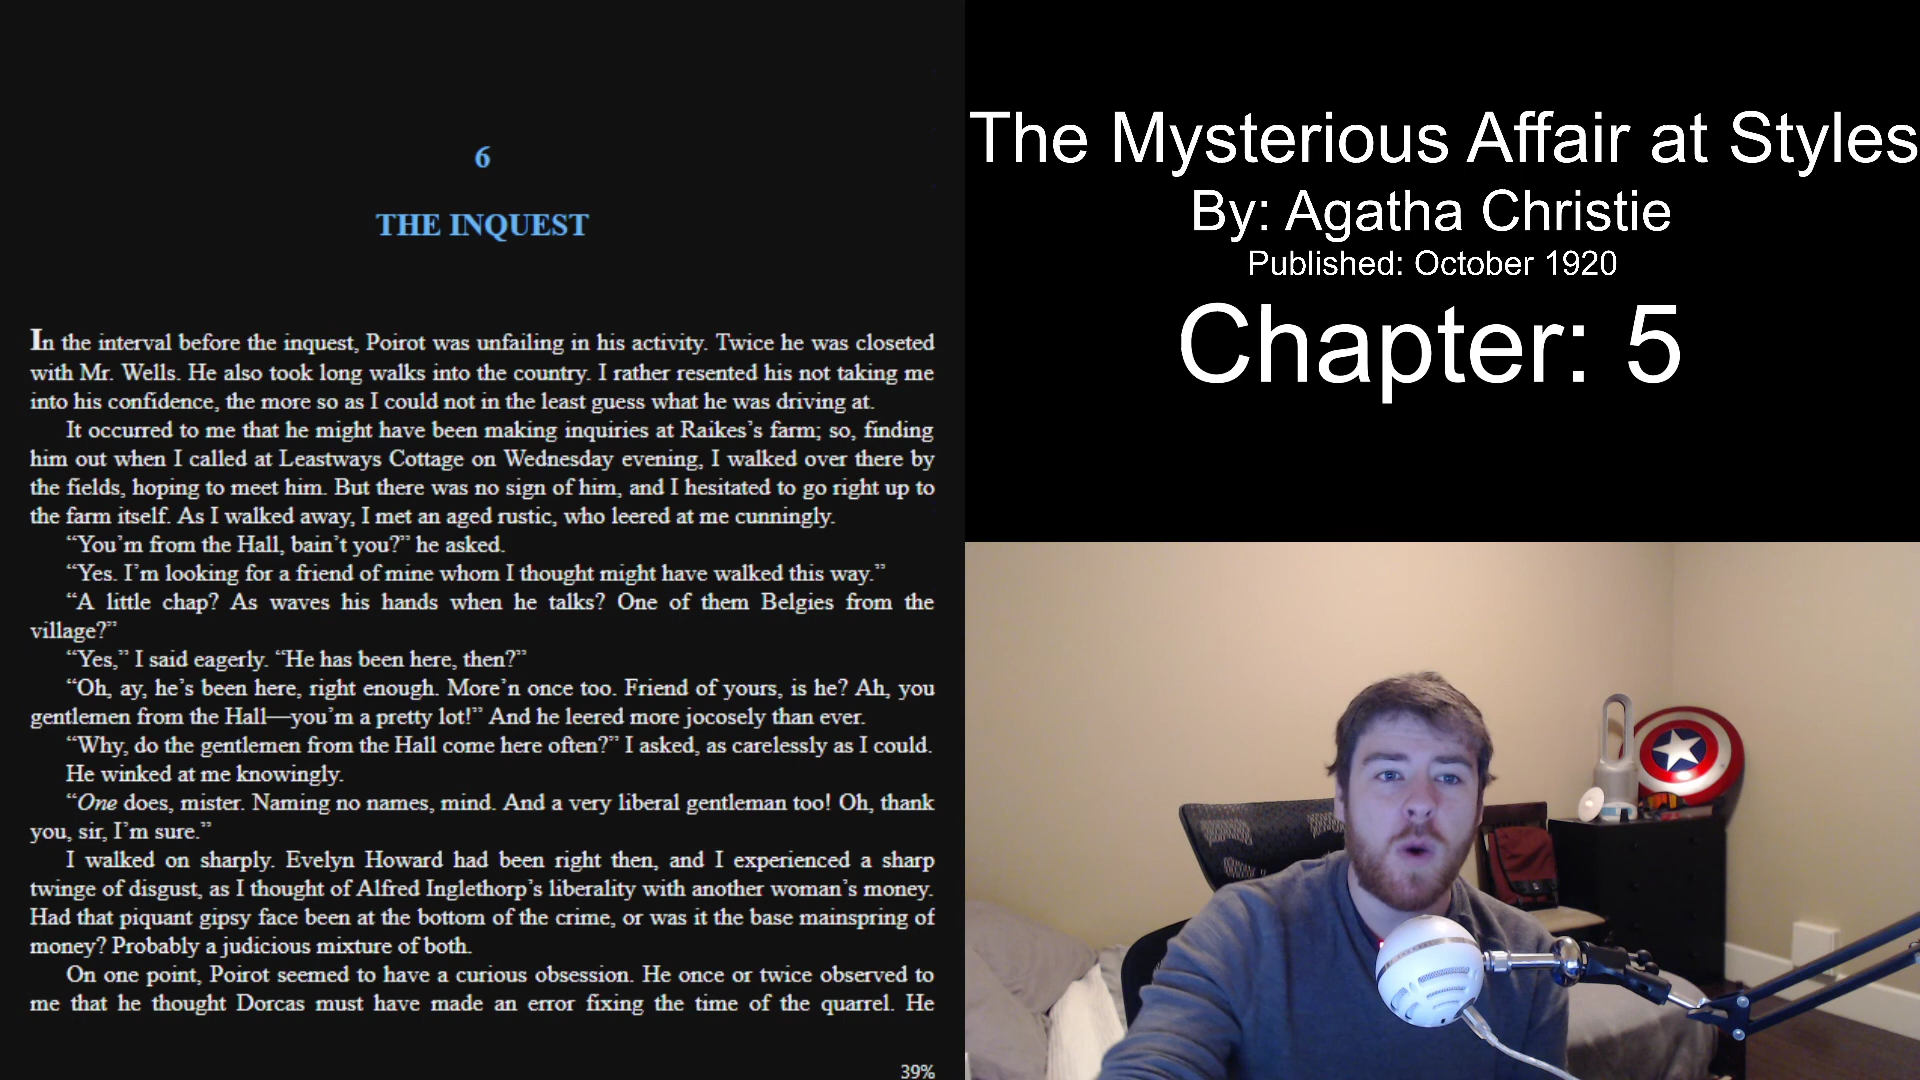 6
THE INQUEST
In the interval before the inquest, Poirot was unfailing in his activity. Twice he was closeted
with Mr. Wells. He also took long walks into the country. I rather resented his not taking me
into his confidence, the more so as I could not in the least guess what he was driving at.
It occurred to me that he might have been making inquiries at Raikes’s farm; so, finding
him out when I called at Leastways Cottage on Wednesday evening, I walked over there by
the fields, hoping to meet him. But there was no sign of him, and I hesitated to go right up to
the farm itself. As I walked away, I met an aged rustic, who leered at me cunningly.
“You’m from the Hall, bain’t you?” he asked.
“Yes. I’m looking for a friend of mine whom I thought might have walked this way.”
“A little chap? As waves his hands when he talks? One of them Belgies from the
village?”
“Yes,” I said eagerly. “He has been here, then?”
“Oh, ay, he’s been here, right enough. More’n once too. Friend of yours, is he? Ah, you
gentlemen from the Hall—you’m a pretty lot!” And he leered more jocosely than ever.
“Why, do the gentlemen from the Hall come here often?” I asked, as carelessly as I could.
He winked at me knowingly.
“One does, mister. Naming no names, mind. And a very liberal gentleman too! Oh, thank
you, sir, I’m sure.”
I walked on sharply. Evelyn Howard had been right then, and I experienced a sharp
twinge of disgust, as I thought of Alfred Inglethorp’s liberality with another woman’s money.
Had that piquant gipsy face been at the bottom of the crime, or was it the base mainspring of
money? Probably a judicious mixture of both.
On one point, Poirot seemed to have a curious obsession. He once or twice observed to
me that he thought Dorcas must have made an error fixing the time of the quarrel. He
39%
The Mysterious Affair at Styles
By: Agatha Christie
Published: October 1920
Chapter: 5